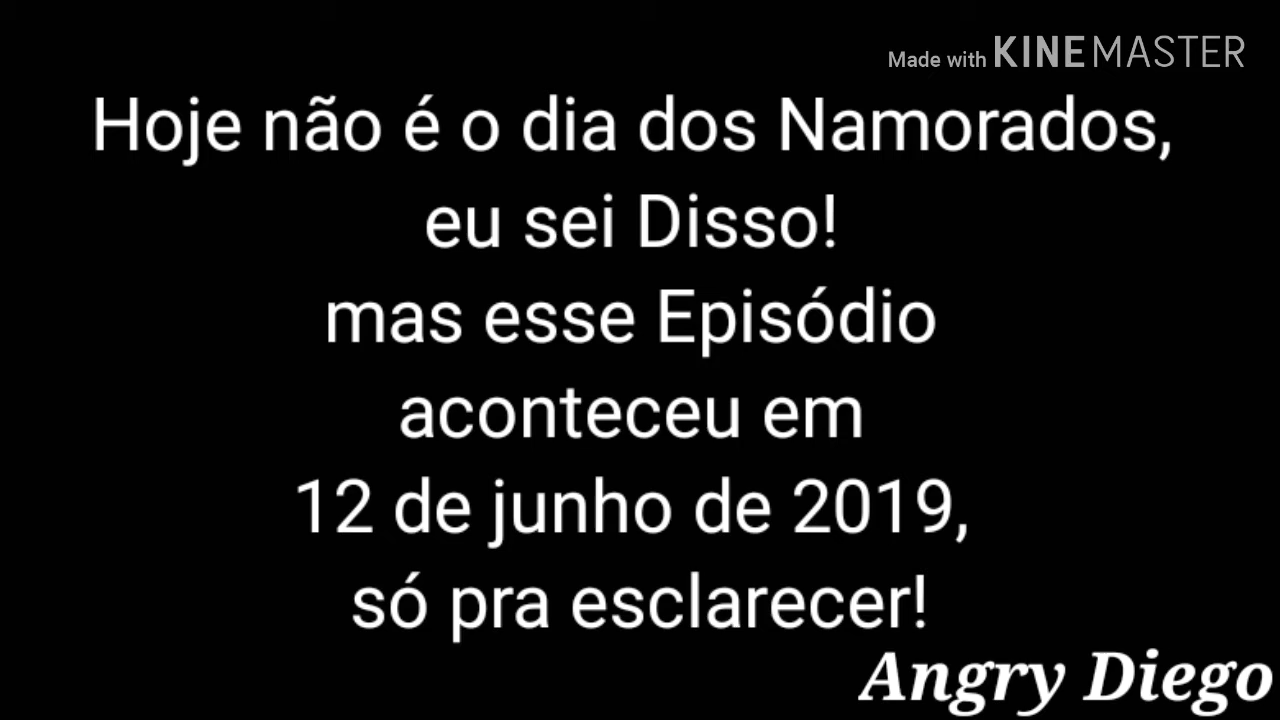 Made with KINEMASTER
Hoje não é o dia dos Namorados,
eu sei Disso!
mas esse Episódio
aconteceu em
12 de junho de 2019,
só pra esclarecer!
Angry Diego